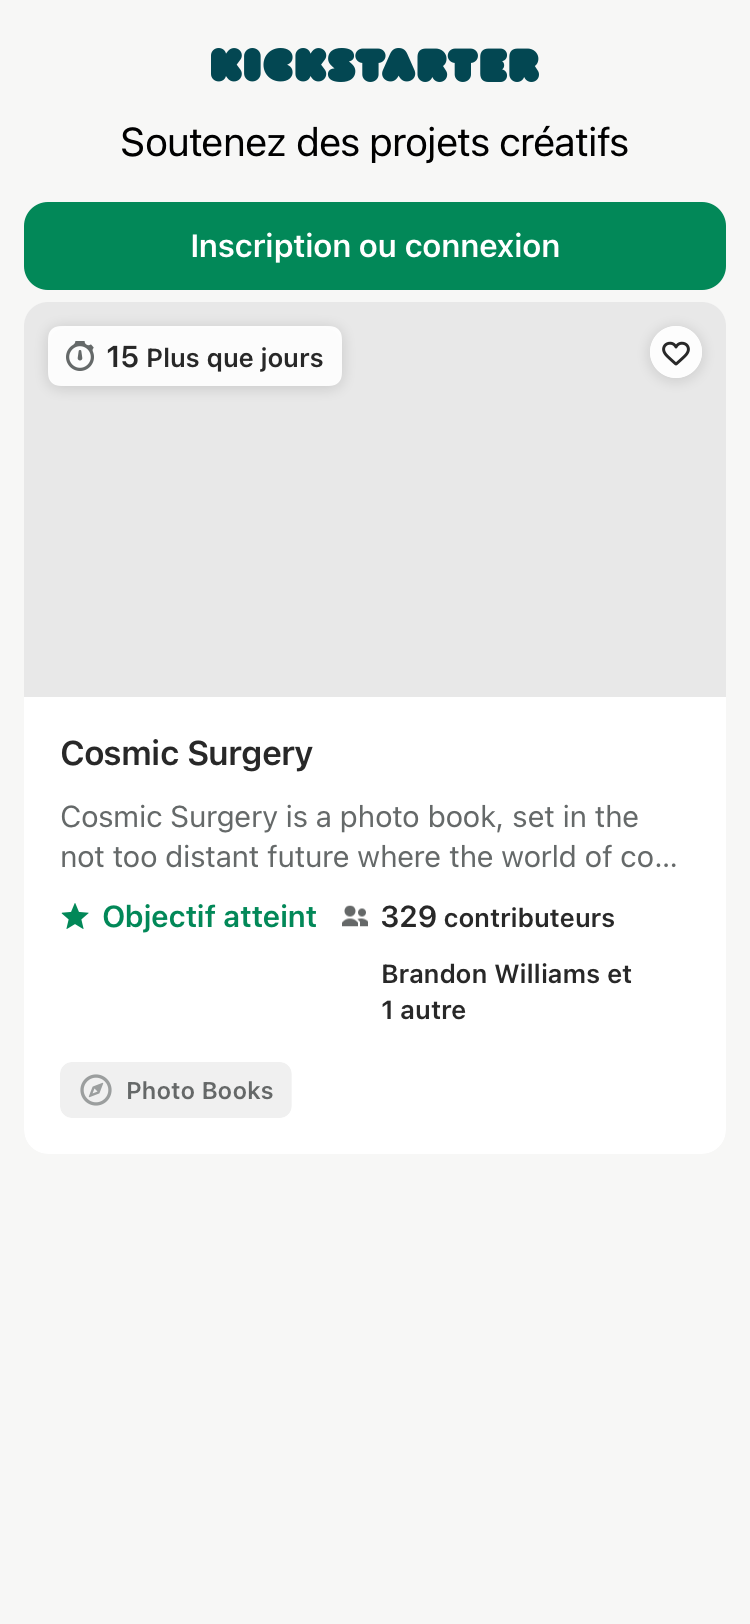 KICKSTARTER
Soutenez des projets créatifs
Inscription ou connexion
15 Plus que jours
Cosmic Surgery
Cosmic Surgery is a photo book, set in the
not too distant future where the world of co...
Objectif atteint
329 contributeurs
Brandon Williams et
1 autre
Photo Books